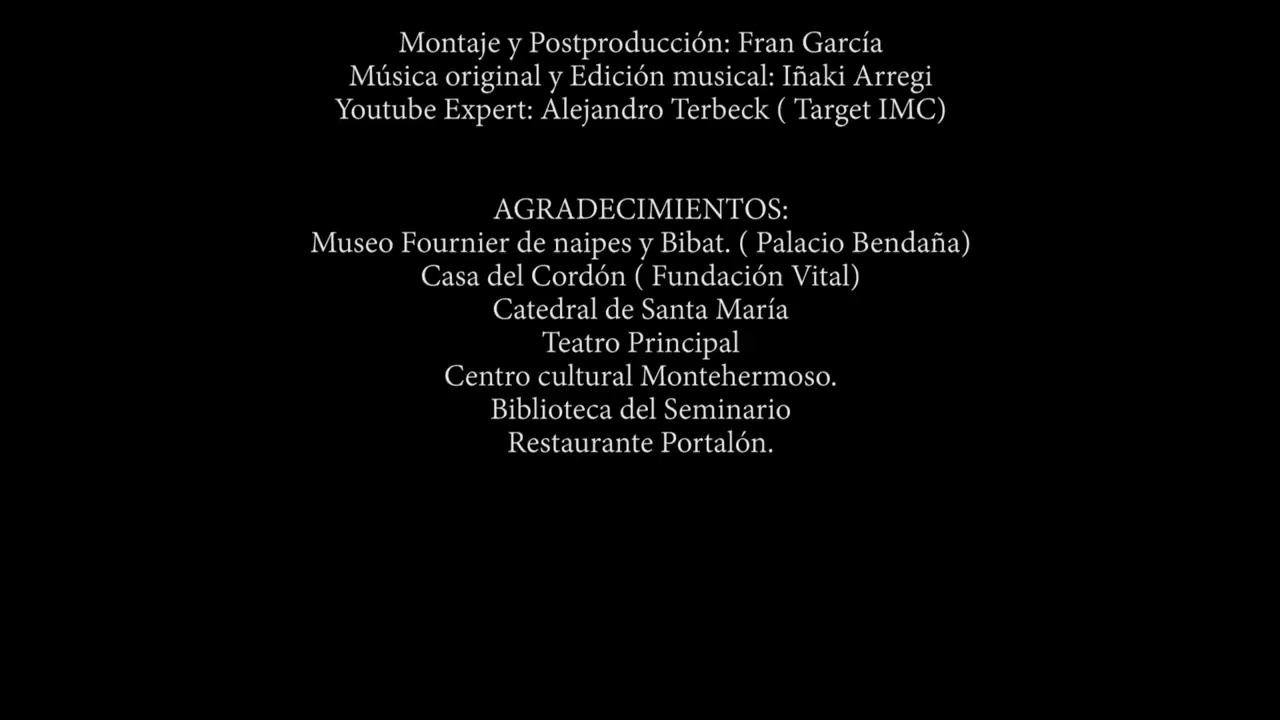 Montaje y Postproducción: Fran García
Música original y Edición musical: Iñaki Arregi
Youtube Expert: Alejandro Terbeck ( Target IMC)
AGRADECIMIENTOS:
Museo Fournier de naipes y Bibat. ( Palacio Bendaña)
Casa del Cordón ( Fundación Vital)
Catedral de Santa María
Teatro Principal
Centro cultural Montehermoso.
Biblioteca del Seminario
Restaurante Portalón.